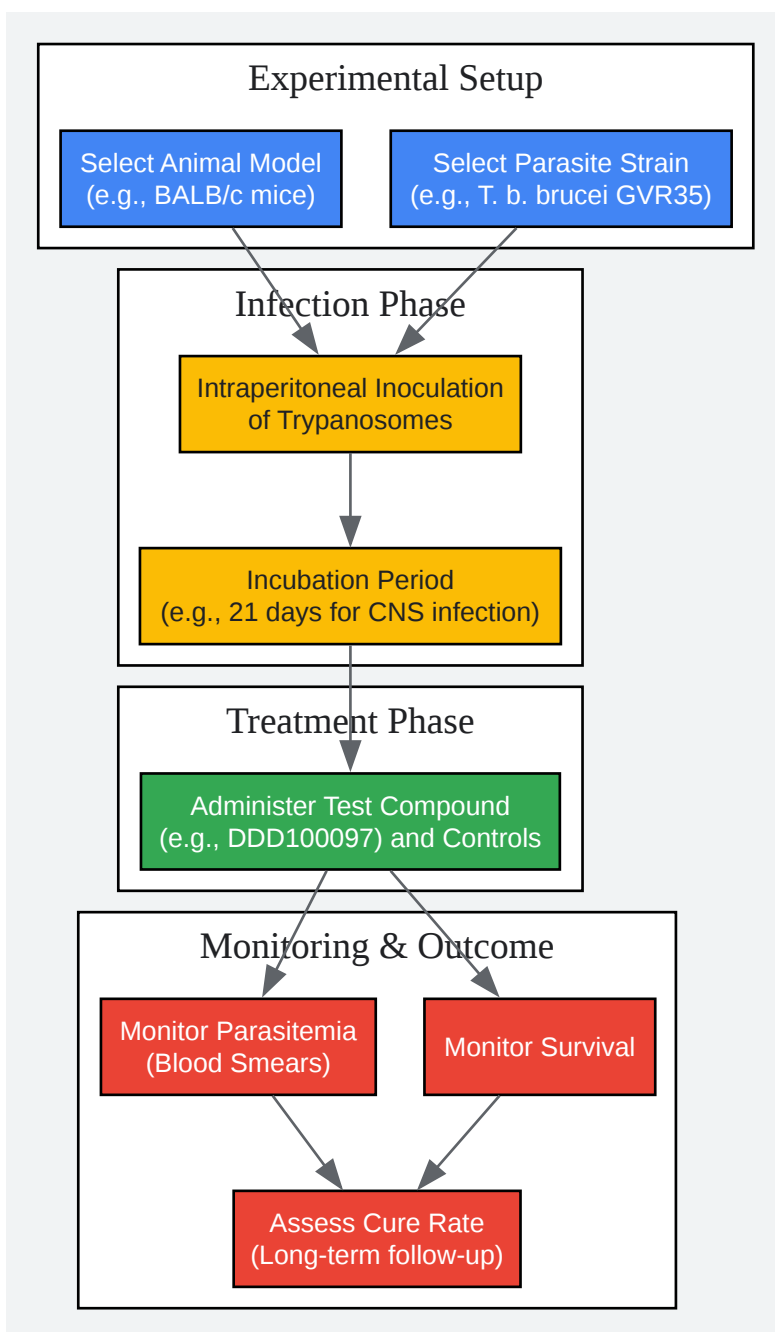 Experimental Setup
Select Animal Model
(e.g., BALB/c mice)
Select Parasite Strain
(e.g., T. b. brucei GVR35)
Infection Phase
Intraperitoneal Inoculation
of Trypanosomes
Incubation Period
(e.g., 21 days for CNS infection)
Treatment Phase
Administer Test Compound
(e.g., DDD100097) and Controls
Monitoring & Outcome
Monitor Parasitemia
(Blood Smears)
Monitor Survival
Assess Cure Rate
(Long-term follow-up)